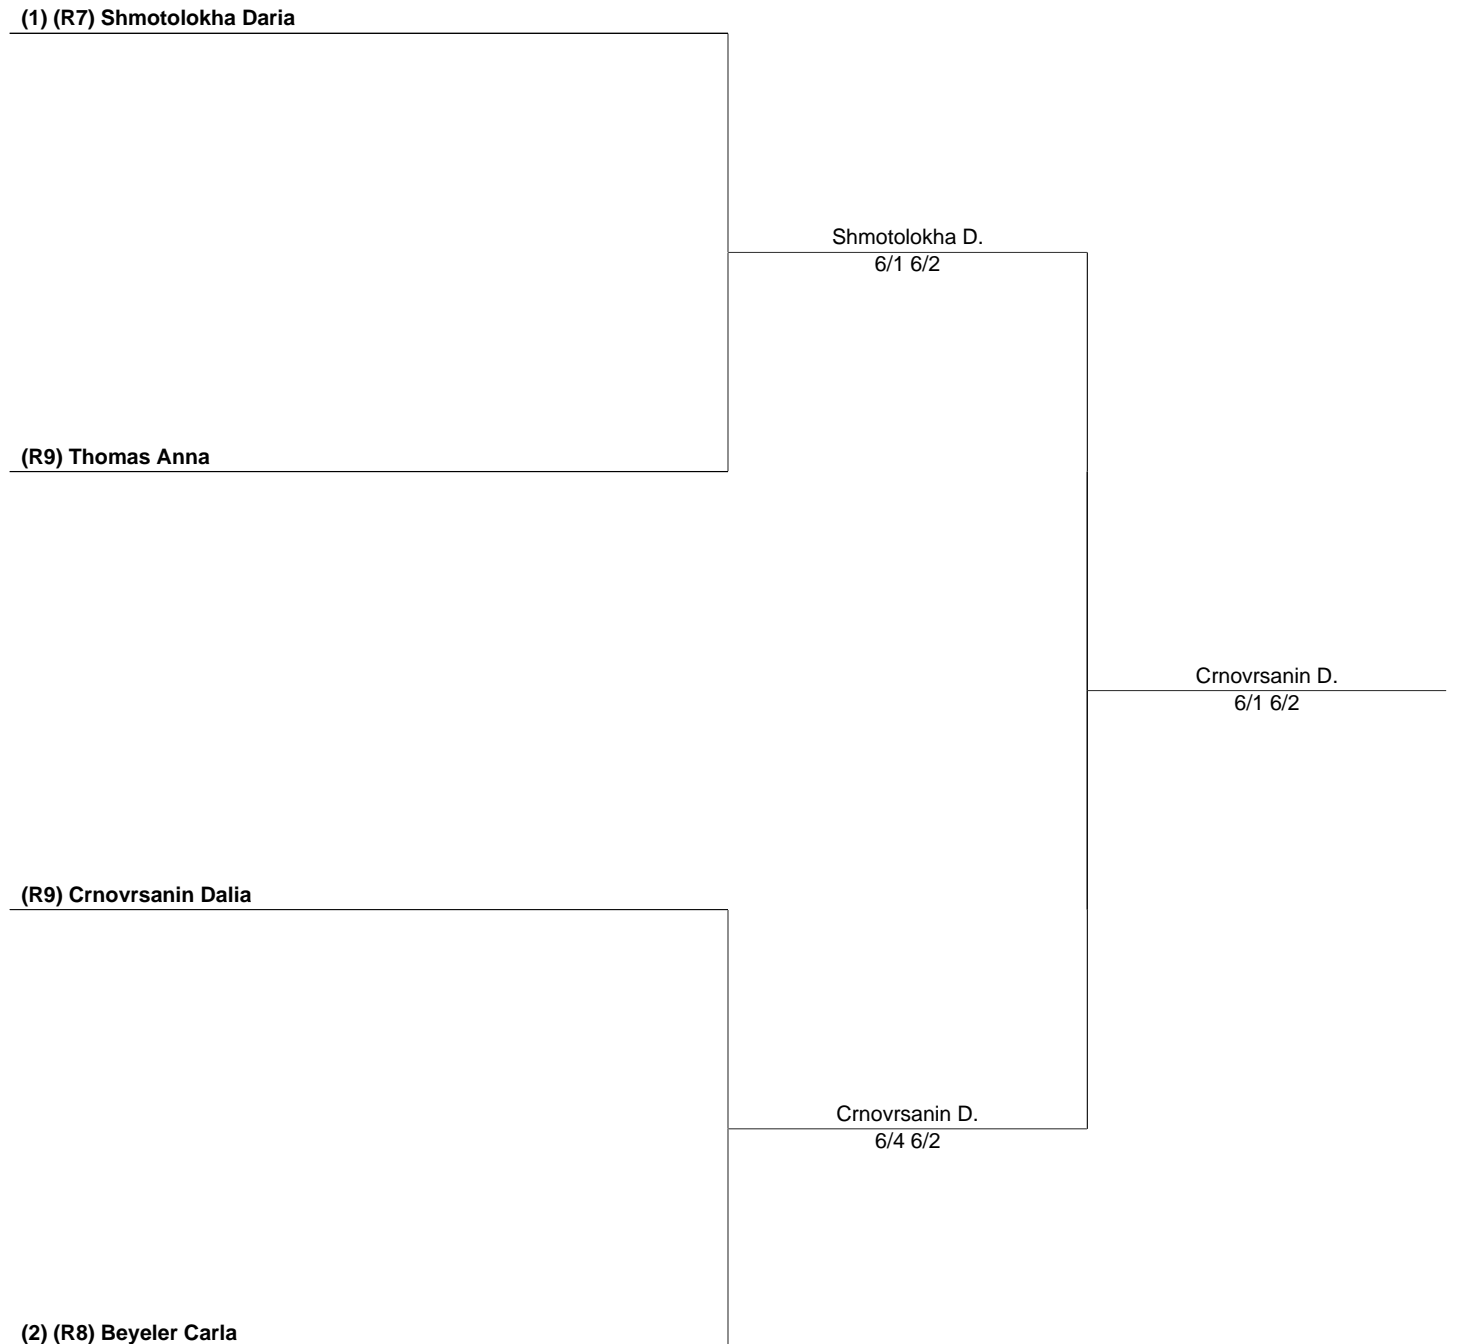 (1) (R7) Shmotolokha Daria
Shmotolokha D.
6/1 6/2
(R9) Thomas Anna
Crnovrsanin D.
6/1 6/2
(R9) Crnovrsanin Dalia
Crnovrsanin D.
6/4 6/2
(2) (R8) Beyeler Carla